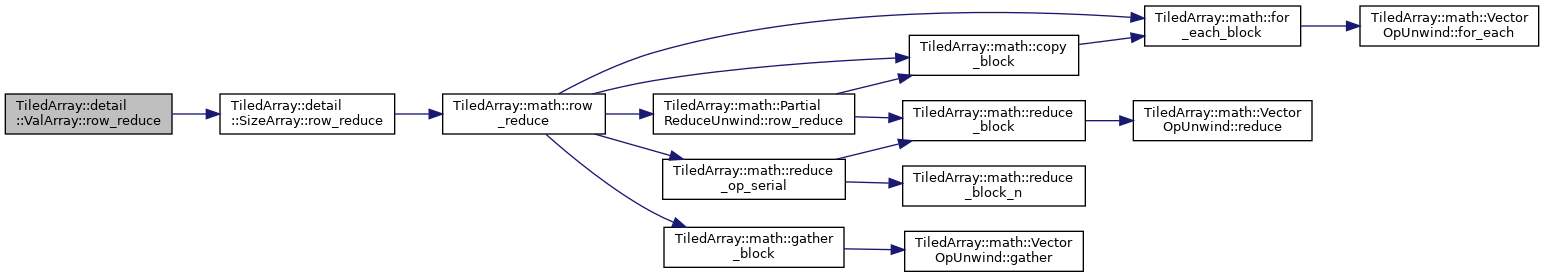 TiledArray::detail
::ValArray::row_reduce
TiledArray::detail
::SizeArray::row_reduce
TiledArray::math::row
_reduce
TiledArray::math::for
_each_block
TiledArray::math::Vector
OpUnwind::for_each
TiledArray::math::copy
_block
TiledArray::math::Partial
ReduceUnwind::row_reduce
TiledArray::math::reduce
_block
TiledArray::math::Vector
OpUnwind::reduce
TiledArray::math::reduce
_op_serial
TiledArray::math::reduce
_block_n
TiledArray::math::gather
_block
TiledArray::math::Vector
OpUnwind::gather